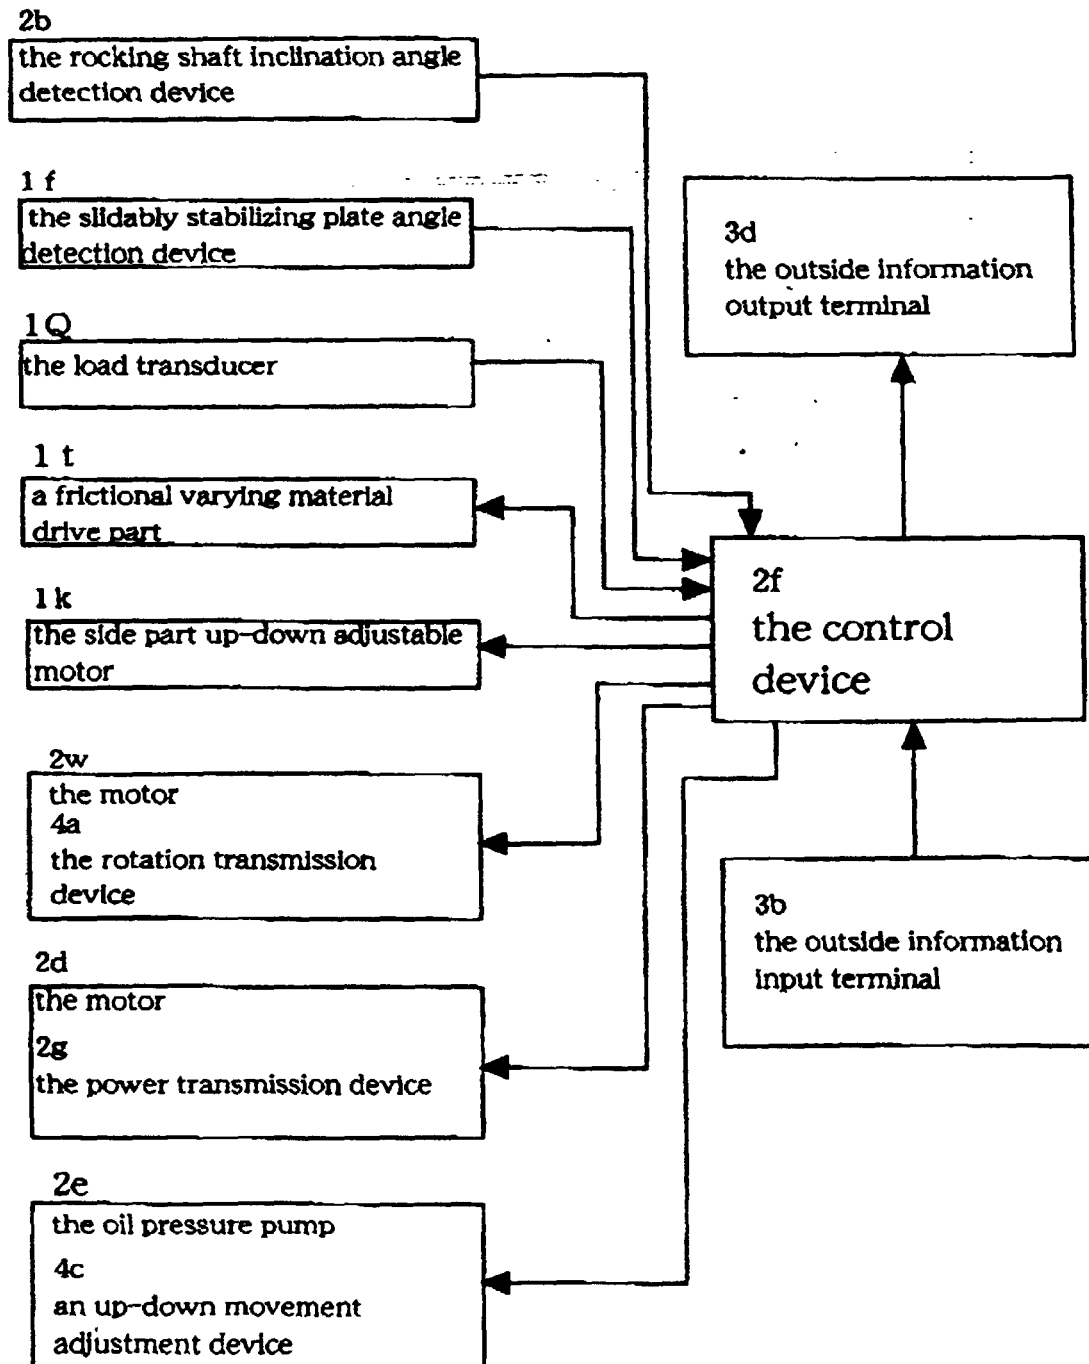 2b
the rocking shaft inclination angle
detection device
1 f
the slidably stabilizing plate angle
detection device
1Q
the load transducer
1 t
a frictional varying material
drive part
1 k
the side part up-down adjustable
motor
2w
the motor
4a
the rotation transmission
device
2d
the motor
2g
the power transmission device
2e
the oil pressure pump
4c
an up-down movement
adjustment device
3d
the outside information
output terminal
2f
the control
device
3b
the outside information
input terminal